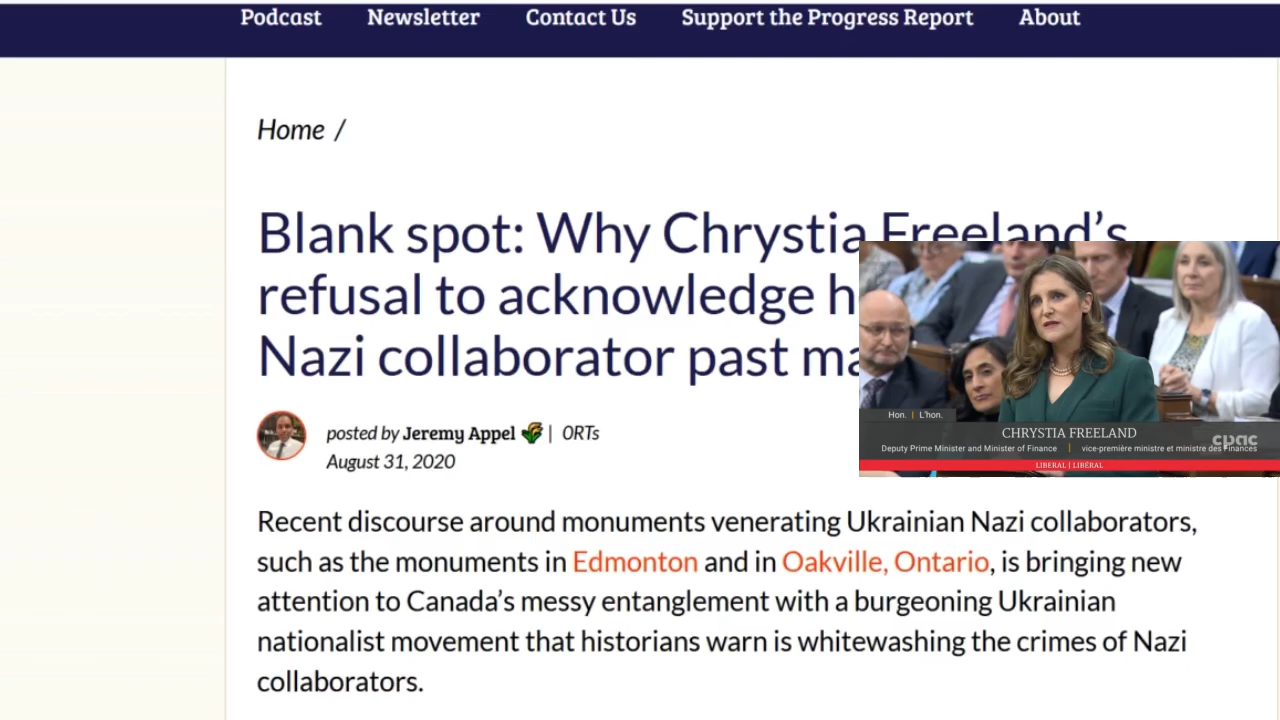 Podcast Newsletter Contact Us Support the Progress Report About
Home /
Blank spot: Why Chrystia Freeland's
refusal to acknowledge h
Nazi collaborator past ma
posted by Jeremy Appel | ORTs
August 31, 2020
Hon. | L'hon.
CHRYSTIA FREELAND
cpac
Deputy Prime Minister and Minister of Finance | vice-première ministre et ministre des Finances
LIBERAL | LIBÉRAL
Recent discourse around monuments venerating Ukrainian Nazi collaborators,
such as the monuments in Edmonton and in Oakville, Ontario, is bringing new
attention to Canada's messy entanglement with a burgeoning Ukrainian
nationalist movement that historians warn is whitewashing the crimes of Nazi
collaborators.